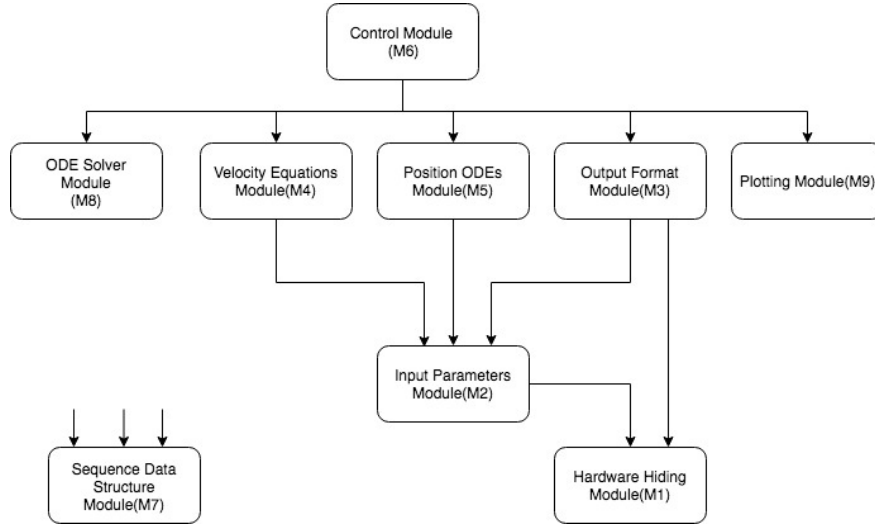 Control Module
(M6)
ODE Solver
Module
(M8)
Velocity Equations
Module(M4)
Position ODEs
Module(M5)
Output Format
Module(M3)
Plotting Module(M9)
Input Parameters
Module(M2)
Sequence Data
Structure
Module(M7)
Hardware Hiding
Module(M1)